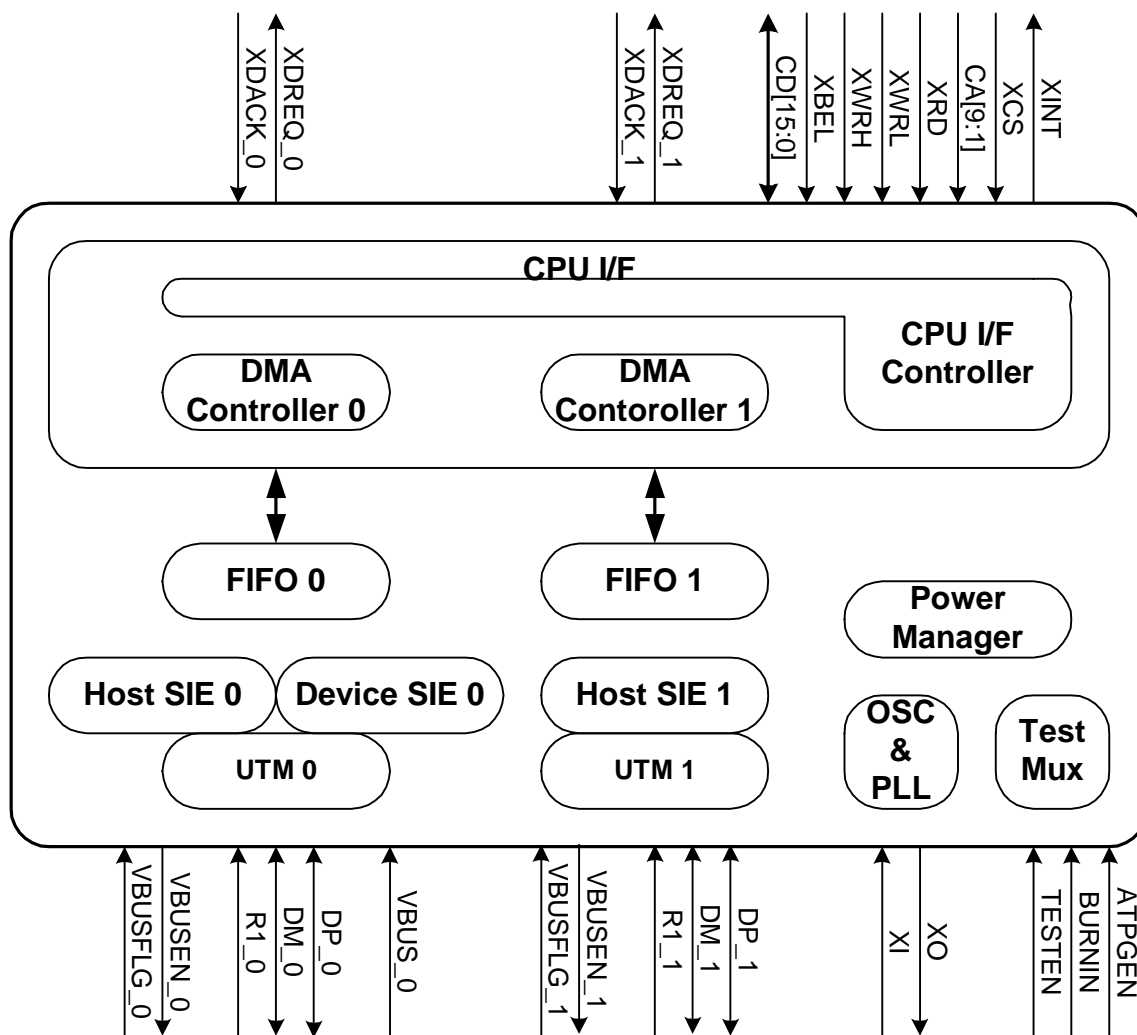 XDACK_0
XDREQ_0
XDACK_1
XDREQ_1
CD[15:0]
XBEL
XWRH
XWRL
XRD
CA[9:1]
XCS
XINT
CPU I/F
CPU I/F
Controller
DMA
Controller 0
DMA
Contoroller 1
FIFO 0
FIFO 1
Power
Manager
Host SIE 0
Device SIE 0
Host SIE 1
OSC
&
PLL
Test
Mux
UTM 0
UTM 1
VBUSFLG_0
VBUSEN_0
R1_0
DM_0
DP_0
VBUS_0
VBUSFLG_1
VBUSEN_1
R1_1
DM_1
DP_1
XI
XO
TESTEN
BURNIN
ATPGEN